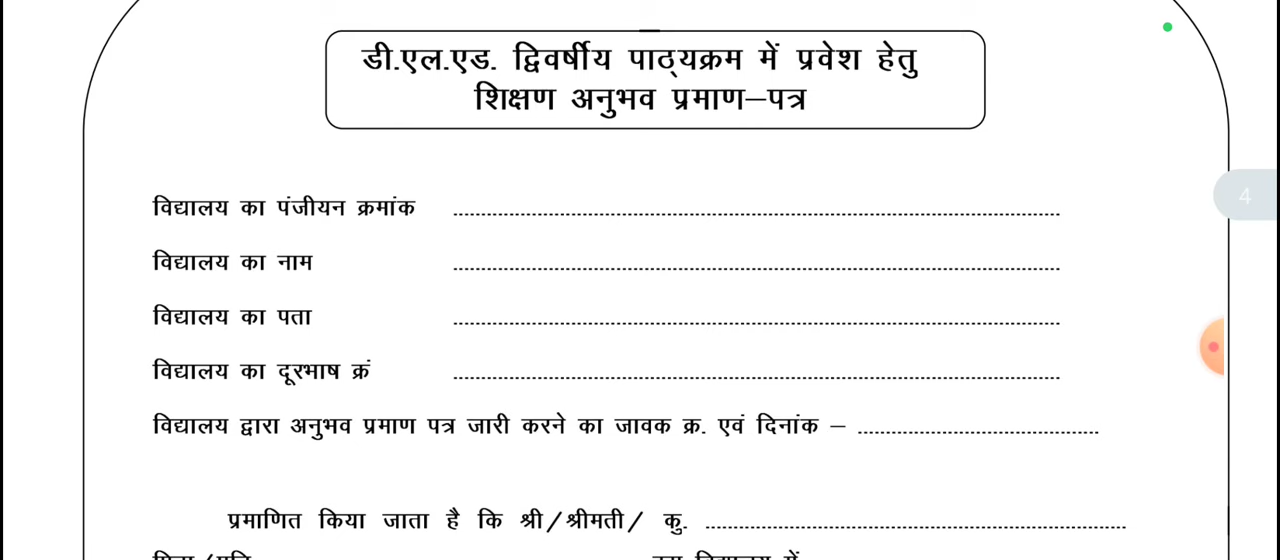 डी.एल.एड. द्विवर्षीय पाठ्यक्रम में प्रवेश हेतु
शिक्षण अनुभव प्रमाण–पत्र
4
विद्यालय का पंजीयन क्रमांक ........................................
विद्यालय का नाम ........................................
विद्यालय का पता ........................................
विद्यालय का दूरभाष क्रं ........................................
विद्यालय द्वारा अनुभव प्रमाण पत्र जारी करने का जावक क्र. एवं दिनांक – ....................
प्रमाणित किया जाता है कि श्री/श्रीमती/ कु. ........................................